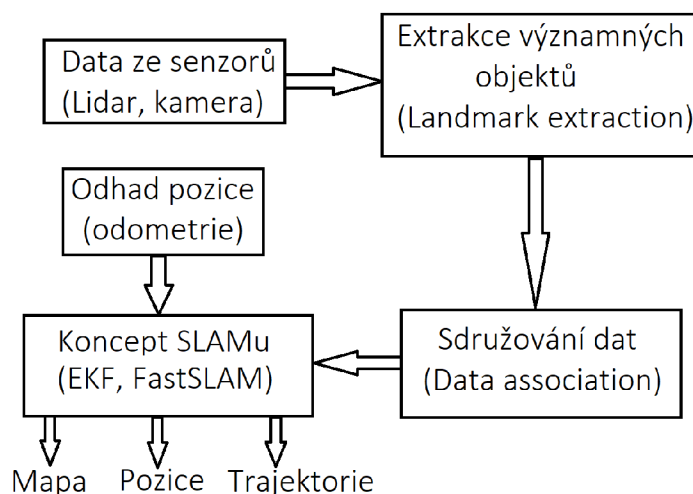 Data ze senzorů
(Lidar, kamera)
Extrakce významných
objektů
(Landmark extraction)
Odhad pozice
(odometrie)
Koncept SLAMu
(EKF, FastSLAM)
Sdružování dat
(Data association)
Mapa
Pozice
Trajektorie